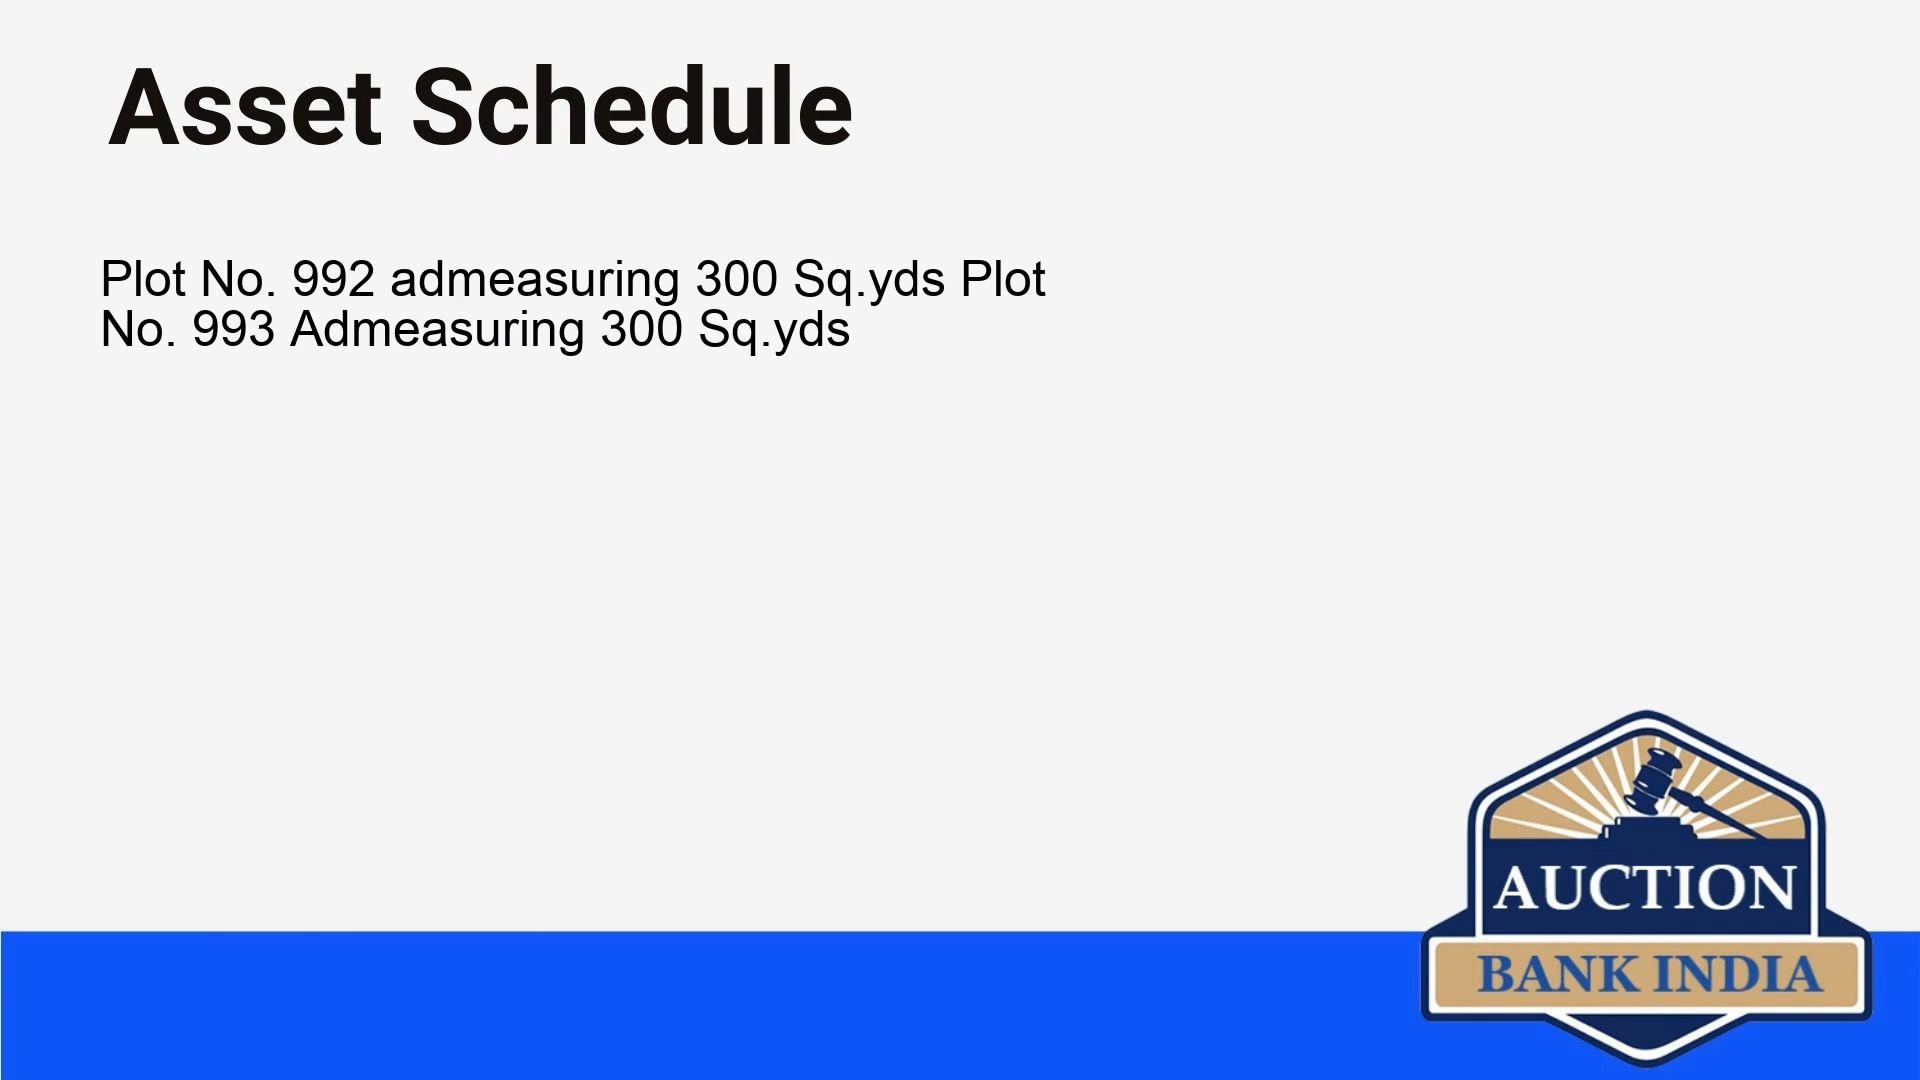 Asset Schedule
Plot No. 992 admeasuring 300 Sq.yds Plot
No. 993 Admeasuring 300 Sq.yds
AUCTION
BANK INDIA